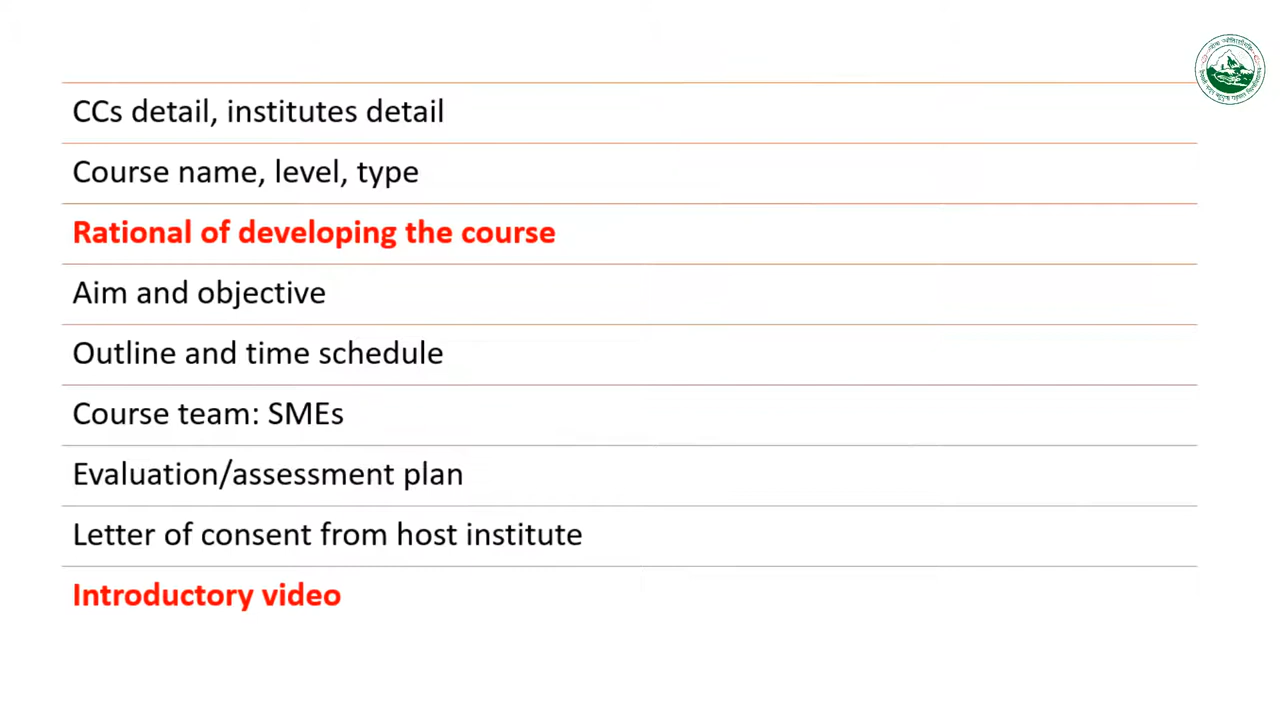 CCs detail, institutes detail
Course name, level, type
Rational of developing the course
Aim and objective
Outline and time schedule
Course team: SMEs
Evaluation/assessment plan
Letter of consent from host institute
Introductory video